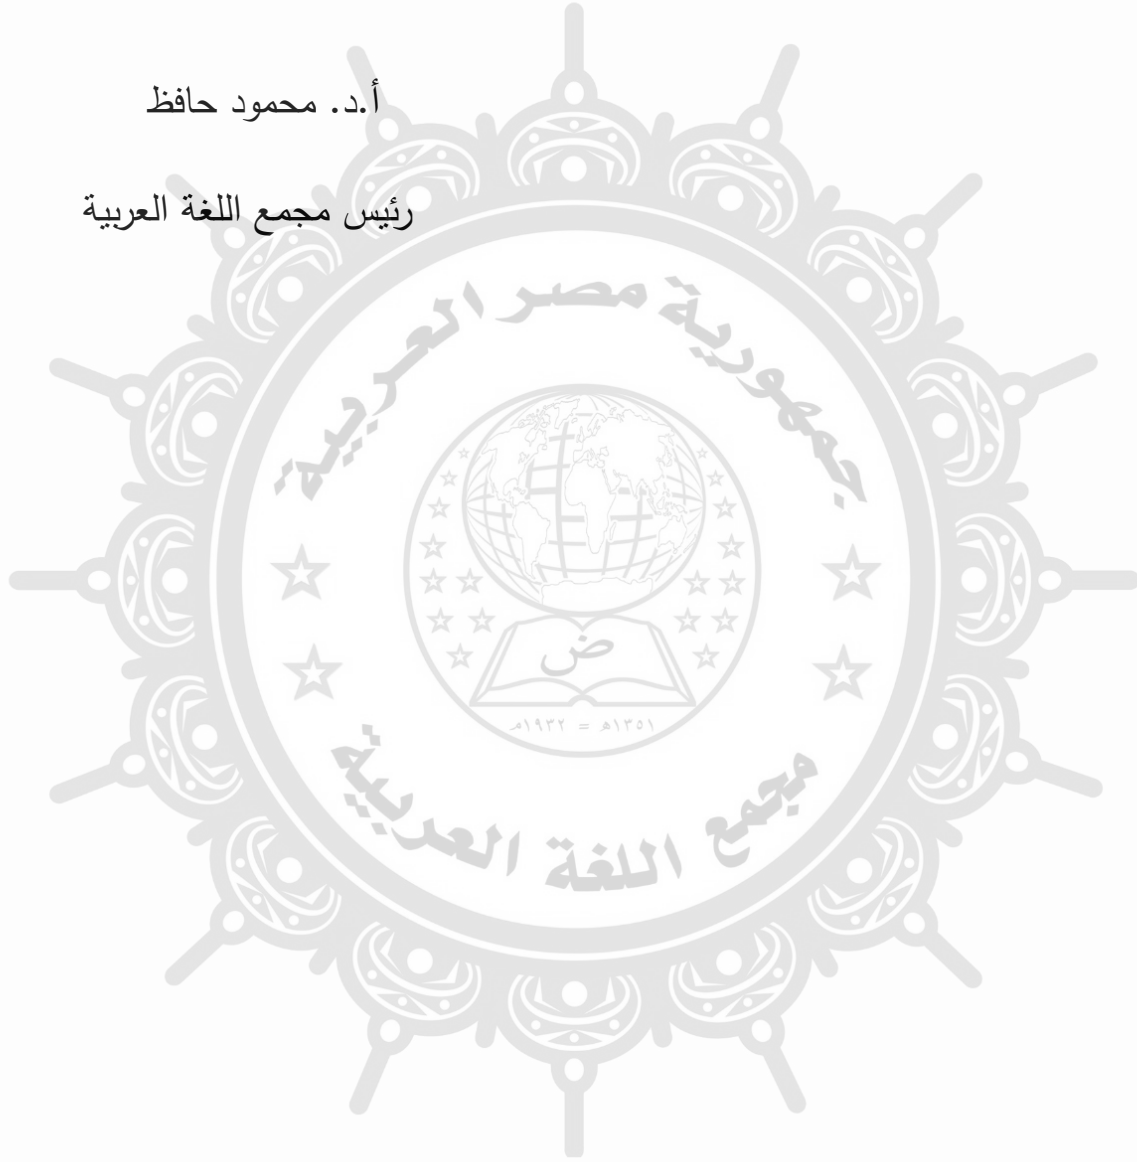 أ.د. محمود حافظ
رئيس مجمع اللغة العربية
جمهورية مصر العربية
ض
١٣٥١هـ = ١٩٣٢م
مجمع اللغة العربية